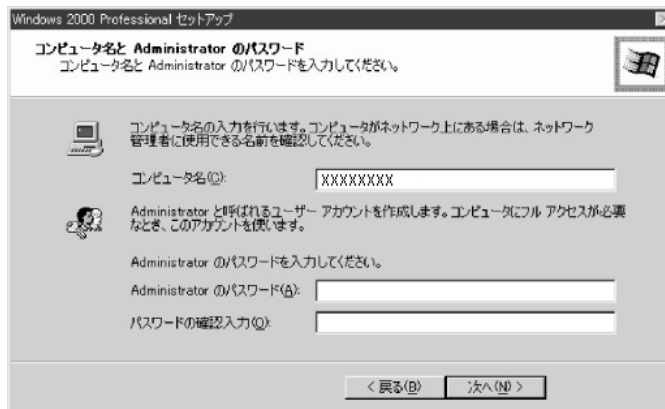 Windows 2000 Professional セットアップ
コンピュータ名と Administrator のパスワード
コンピュータ名と Administrator のパスワードを入力してください。
コンピュータ名の入力を行います。コンピュータがネットワーク上にある場合は、ネットワーク
管理者に使用できる名前を確認してください。
コンピュータ名(C): XXXXXXXX
Administrator と呼ばれるユーザー アカウントを作成します。コンピュータにフル アクセスが必要
なとき、このアカウントを使います。
Administrator のパスワードを入力してください。
Administrator のパスワード(A):
パスワードの確認入力(O):
< 戻る(B) 次へ(N) >